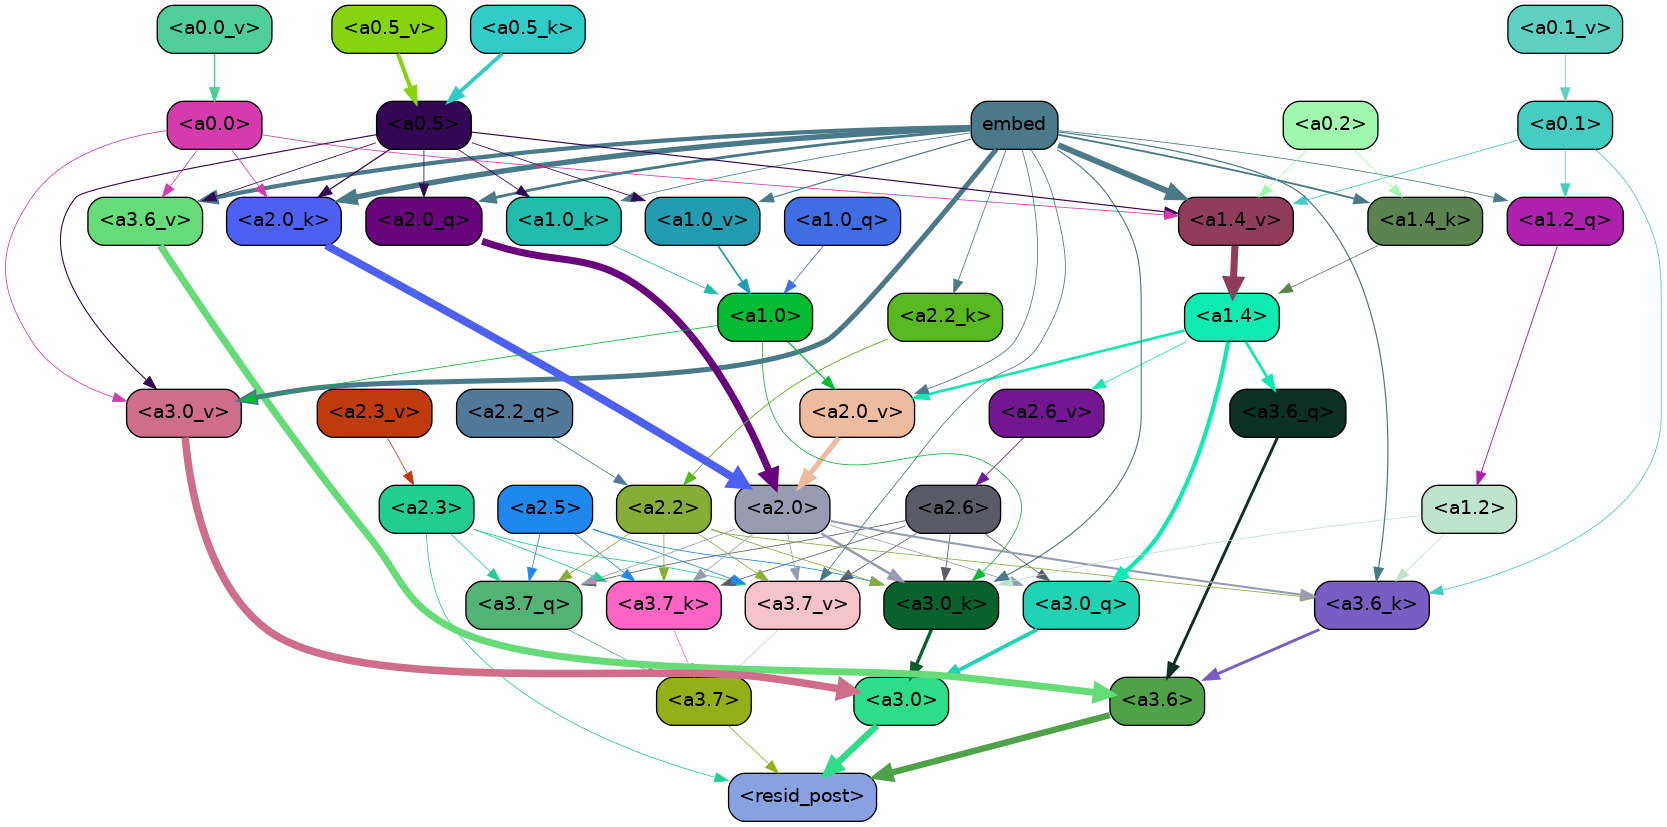 <a0.0_v> <a0.5_v> <a0.5_k> <a0.1_v>
<a0.0> <a0.5> embed <a0.2> <a0.1>
<a3.6_v> <a2.0_k> <a2.0_q> <a1.0_k> <a1.0_v> <a1.0_q> <a1.4_v> <a1.4_k> <a1.2_q>
<a1.0> <a2.2_k> <a1.4>
<a3.0_v> <a2.3_v> <a2.2_q> <a2.0_v> <a2.6_v> <a3.6_q>
<a2.3> <a2.5> <a2.2> <a2.0> <a2.6> <a1.2>
<a3.7_q> <a3.7_k> <a3.7_v> <a3.0_k> <a3.0_q> <a3.6_k>
<a3.7> <a3.0> <a3.6>
<resid_post>